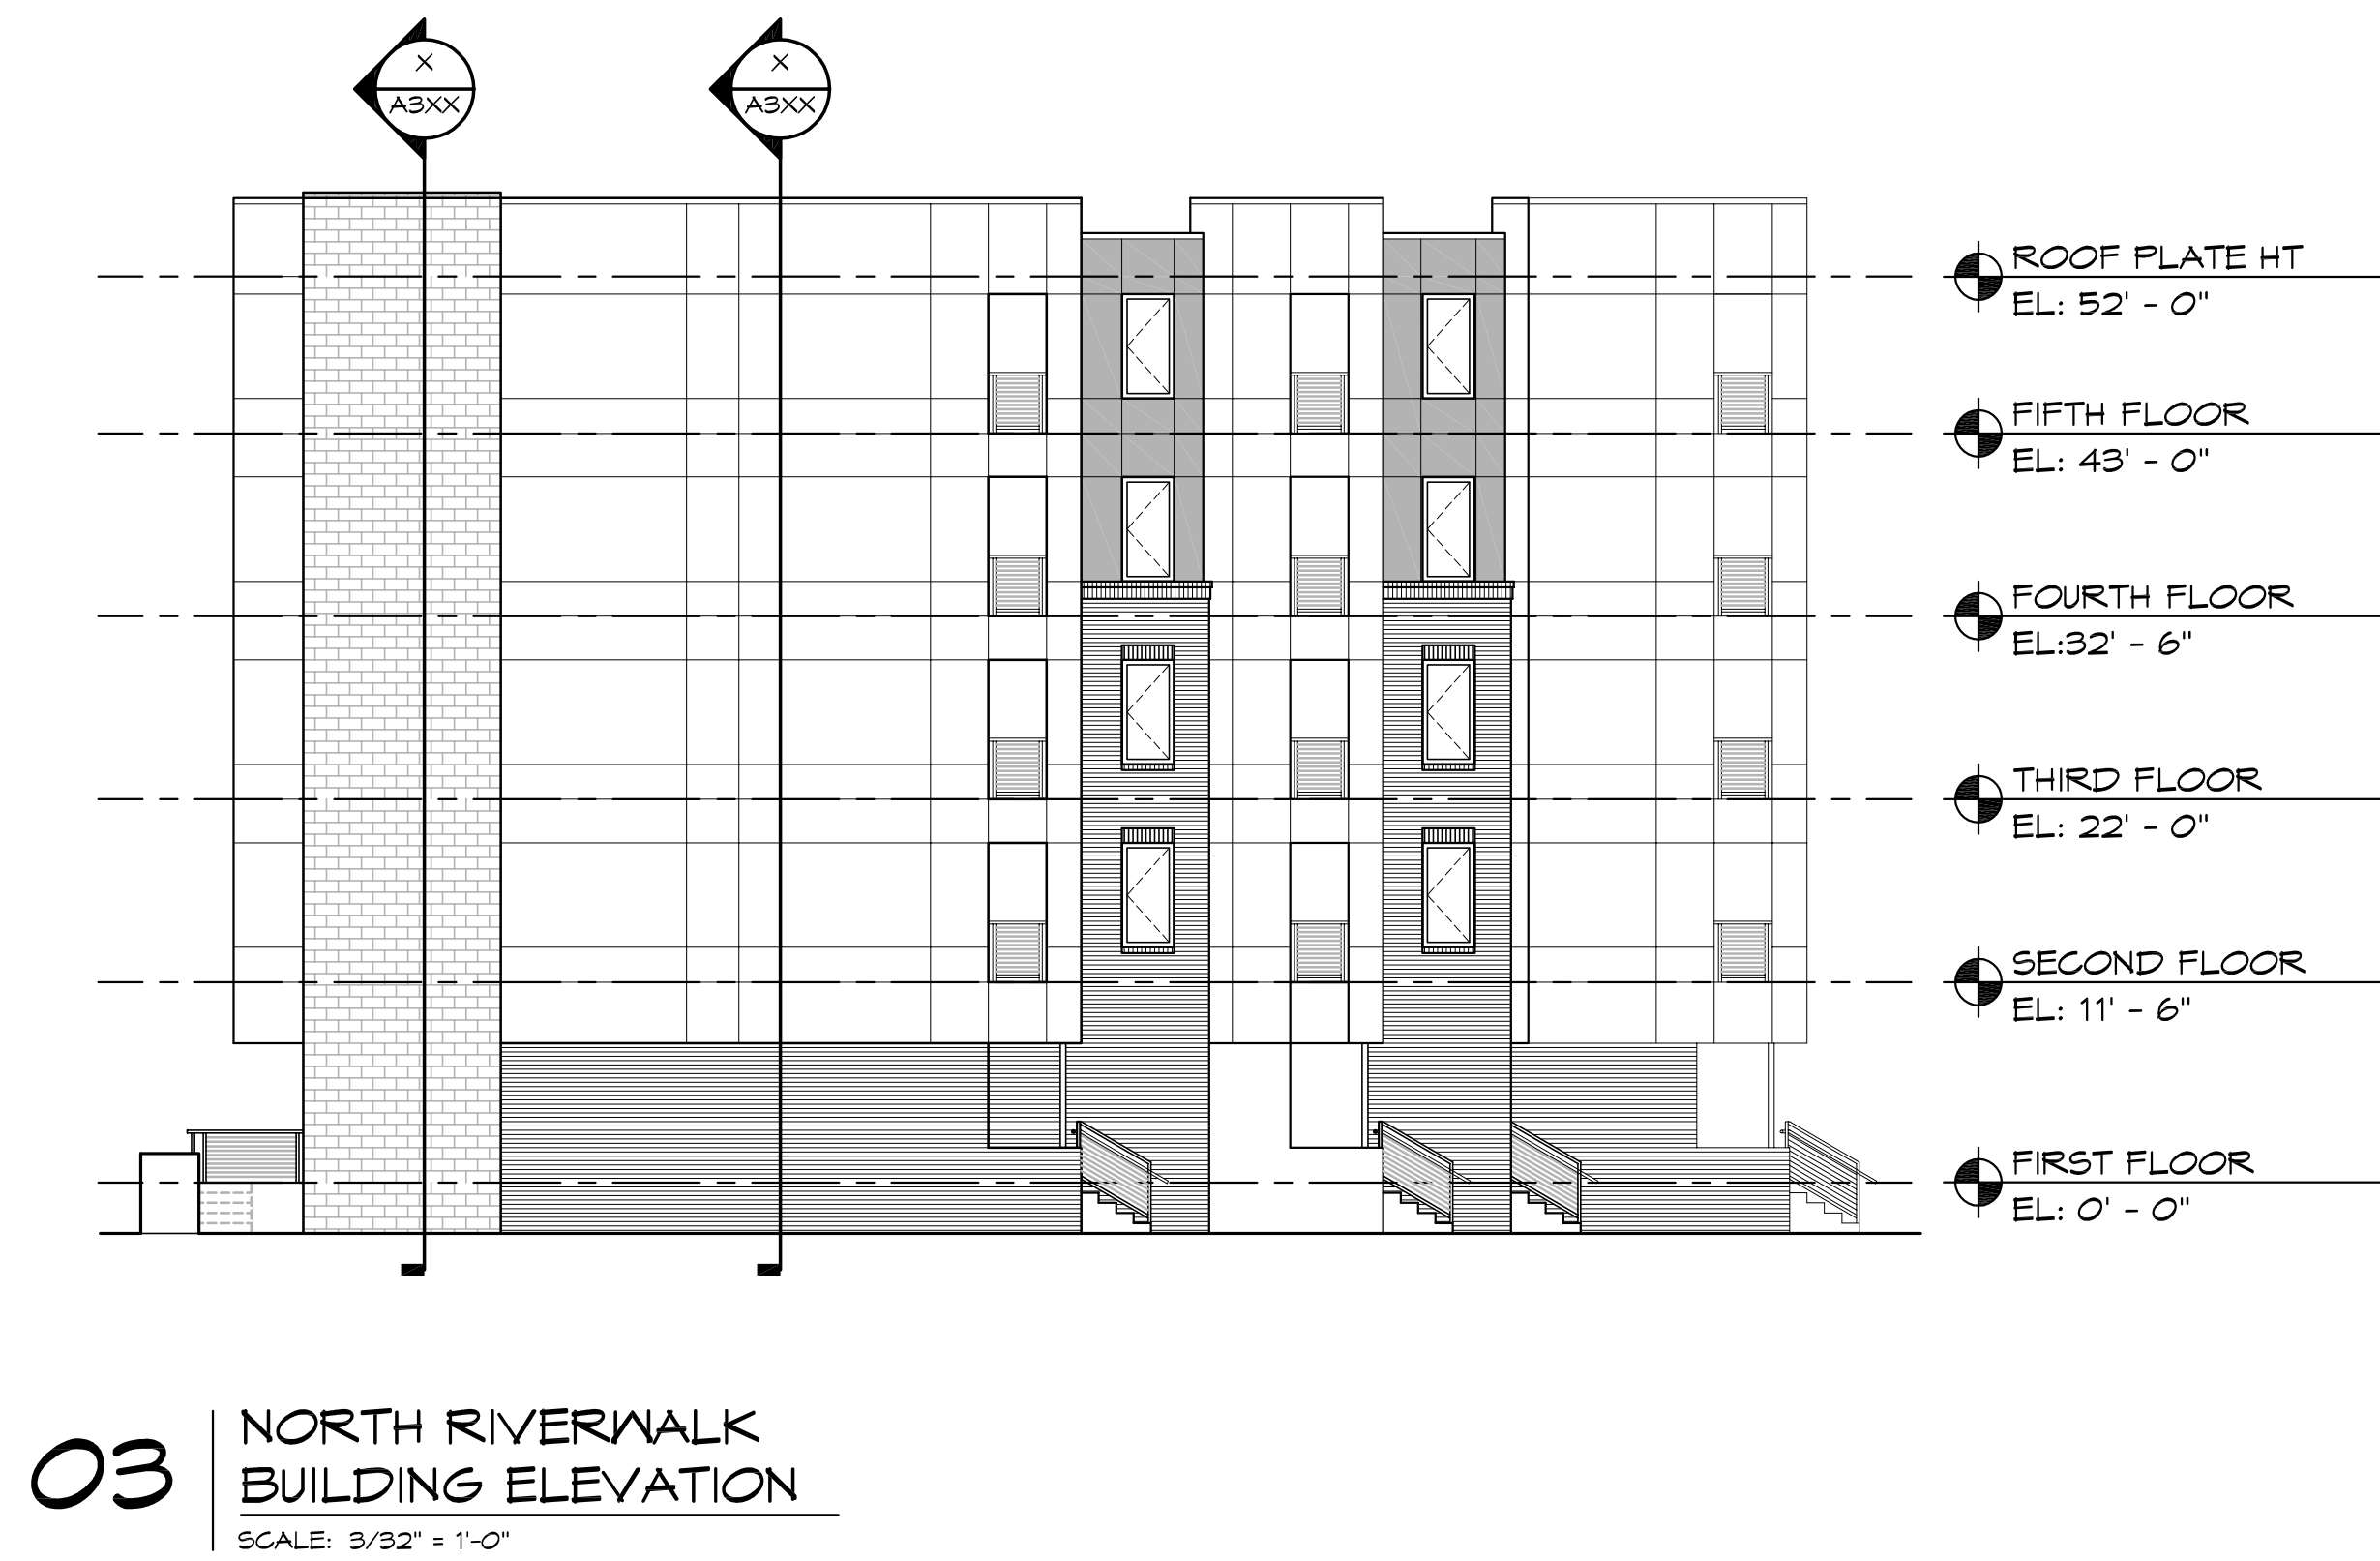 X
A3XX
X
A3XX
ROOF PLATE HT
EL: 52' - 0"
FIFTH FLOOR
EL: 43' - 0"
FOURTH FLOOR
EL:32' - 6"
THIRD FLOOR
EL: 22' - 0"
SECOND FLOOR
EL: 11' - 6"
FIRST FLOOR
EL: 0' - 0"
03
NORTH RIVERWALK
BUILDING ELEVATION
SCALE: 3/32" = 1'-0"